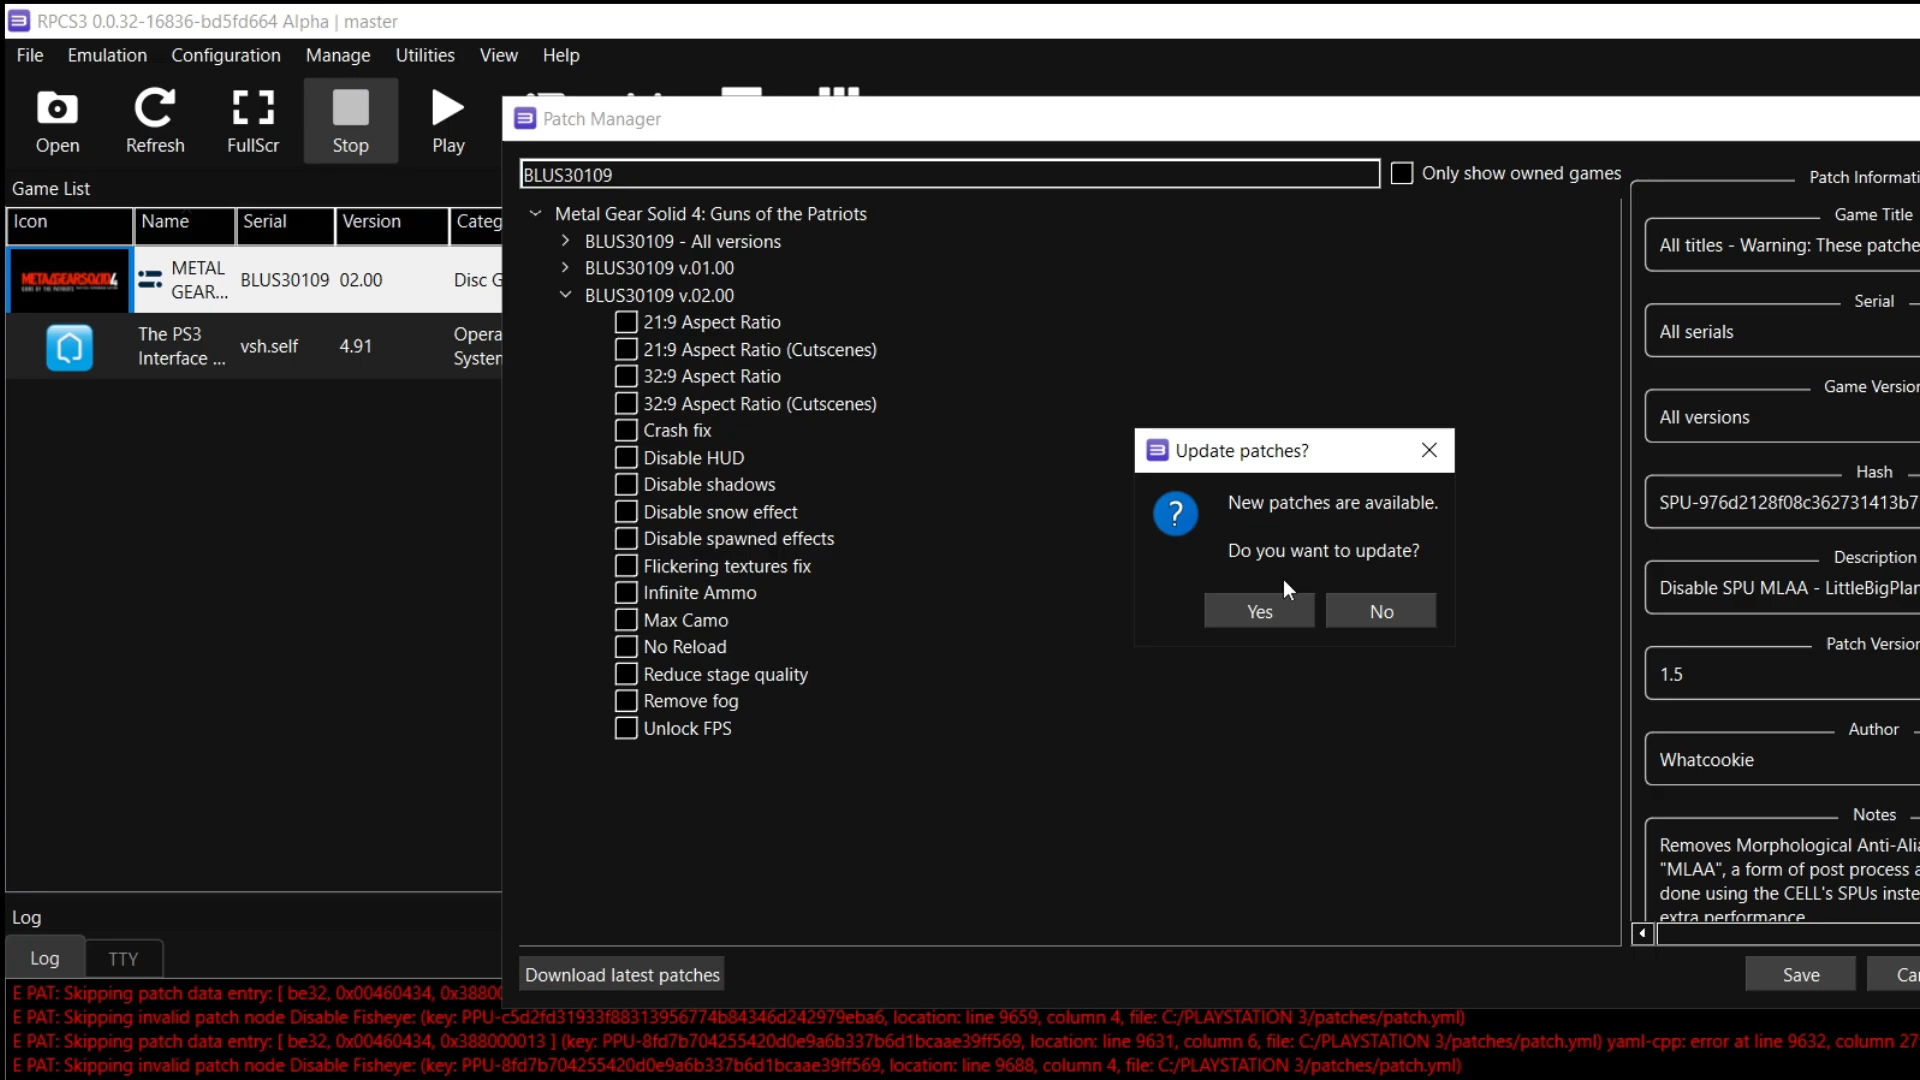 RPCS3 0.0.32-16836-bd5fd664 Alpha | master
File Emulation Configuration Manage Utilities View Help
Open Refresh FullScr Stop Play
Patch Manager
BLUS30109
Only show owned games
Game List
Icon Name Serial Version Categ
METAL GEAR SOLID 4
METAL
GEAR...
BLUS30109 02.00 Disc G
The PS3
Interface ...
vsh.self 4.91
Opera
System
Metal Gear Solid 4: Guns of the Patriots
BLUS30109 - All versions
BLUS30109 v.01.00
BLUS30109 v.02.00
21:9 Aspect Ratio
21:9 Aspect Ratio (Cutscenes)
32:9 Aspect Ratio
32:9 Aspect Ratio (Cutscenes)
Crash fix
Disable HUD
Disable shadows
Disable snow effect
Disable spawned effects
Flickering textures fix
Infinite Ammo
Max Camo
No Reload
Reduce stage quality
Remove fog
Unlock FPS
Update patches?
New patches are available.
Do you want to update?
Yes No
Patch Informati
Game Title
All titles - Warning: These patche
Serial
All serials
Game Version
All versions
Hash
SPU-976d2128f08c362731413b7
Description
Disable SPU MLAA - LittleBigPlan
Patch Version
1.5
Author
Whatcookie
Notes
Removes Morphological Anti-Alia
"MLAA", a form of post process a
done using the CELL's SPUs inste
extra performance
Download latest patches
Save Can
Log
Log TTY
E PAT: Skipping patch data entry: [ be32, 0x00460434, 0x38800
E PAT: Skipping invalid patch node Disable Fisheye: (key: PPU-c5d2fd31933f88313956774b84346d242979eba6, location: line 9659, column 4, file: C:/PLAYSTATION 3/patches/patch.yml)
E PAT: Skipping patch data entry: [ be32, 0x00460434, 0x388000013 ] (key: PPU-8fd7b704255420d0e9a6b337b6d1bcaae39ff569, location: line 9631, column 6, file: C:/PLAYSTATION 3/patches/patch.yml) yaml-cpp: error at line 9632, column 27
E PAT: Skipping invalid patch node Disable Fisheye: (key: PPU-8fd7b704255420d0e9a6b337b6d1bcaae39ff569, location: line 9688, column 4, file: C:/PLAYSTATION 3/patches/patch.yml)